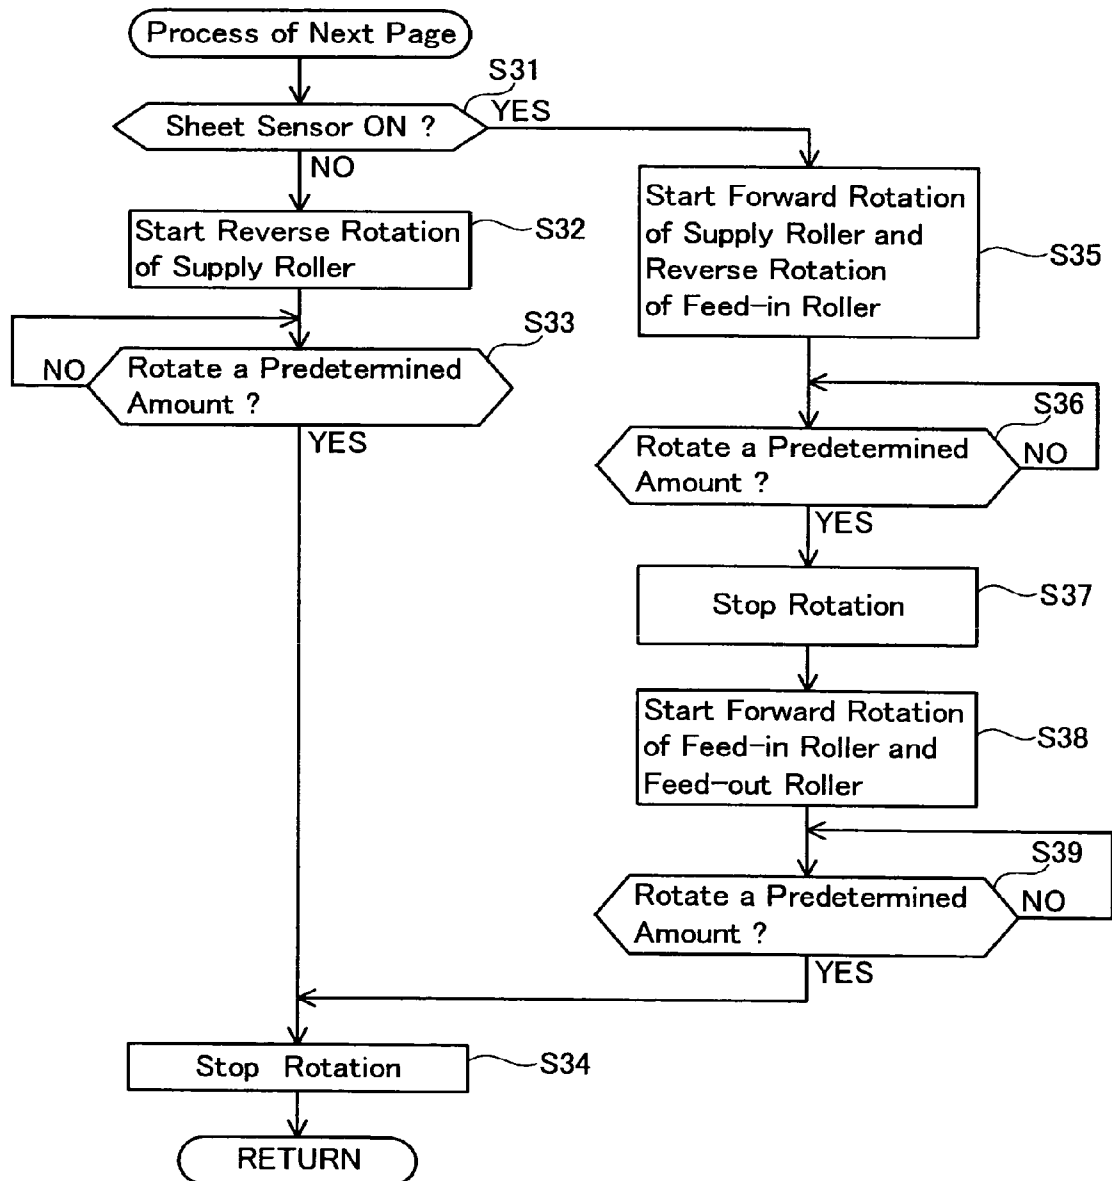 Process of Next Page
S31
Sheet Sensor ON ?
YES
NO
Start Reverse Rotation
of Supply Roller
S32
S33
Rotate a Predetermined
Amount ?
NO
YES
Start Forward Rotation
of Supply Roller and
Reverse Rotation
of Feed-in Roller
S35
S36
Rotate a Predetermined
Amount ?
NO
YES
Stop Rotation
S37
Start Forward Rotation
of Feed-in Roller and
Feed-out Roller
S38
S39
Rotate a Predetermined
Amount ?
NO
YES
Stop Rotation
S34
RETURN